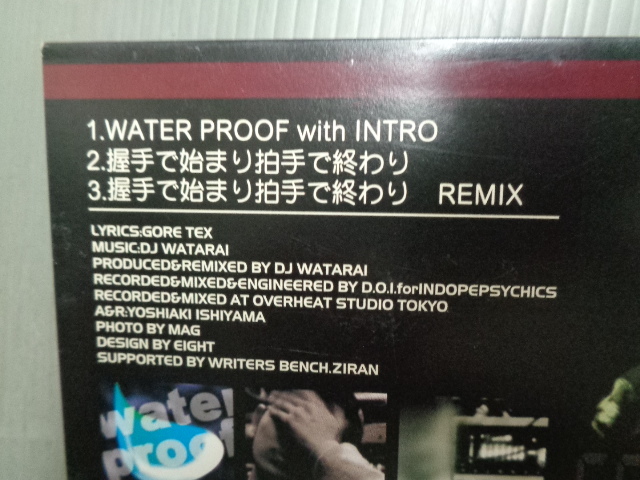 1.WATER PROOF with INTRO
2.握手で始まり拍手で終わり
3.握手で始まり拍手で終わり REMIX
LYRICS:GORE TEX
MUSIC:DJ WATARAI
PRODUCED&REMIXED BY DJ WATARAI
RECORDED&MIXED&ENGINEERED BY D.O.I.forINDOPEPSYCHICS
RECORDED&MIXED AT OVERHEAT STUDIO TOKYO
A&R:YOSHIAKI ISHIYAMA
PHOTO BY MAG
DESIGN BY EIGHT
SUPPORTED BY WRITERS BENCH.ZIRAN
water
proof